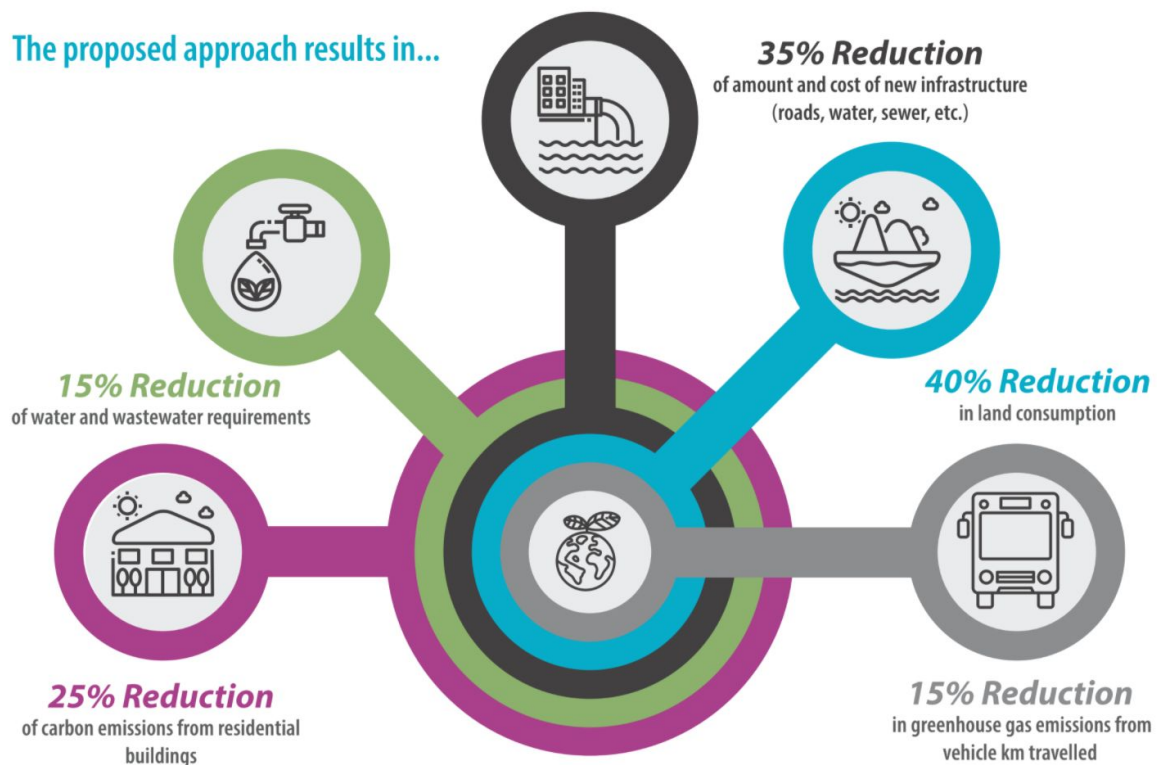 The proposed approach results in...
35% Reduction
of amount and cost of new infrastructure
(roads, water, sewer, etc.)
15% Reduction
of water and wastewater requirements
40% Reduction
in land consumption
25% Reduction
of carbon emissions from residential
buildings
15% Reduction
in greenhouse gas emissions from
vehicle km travelled